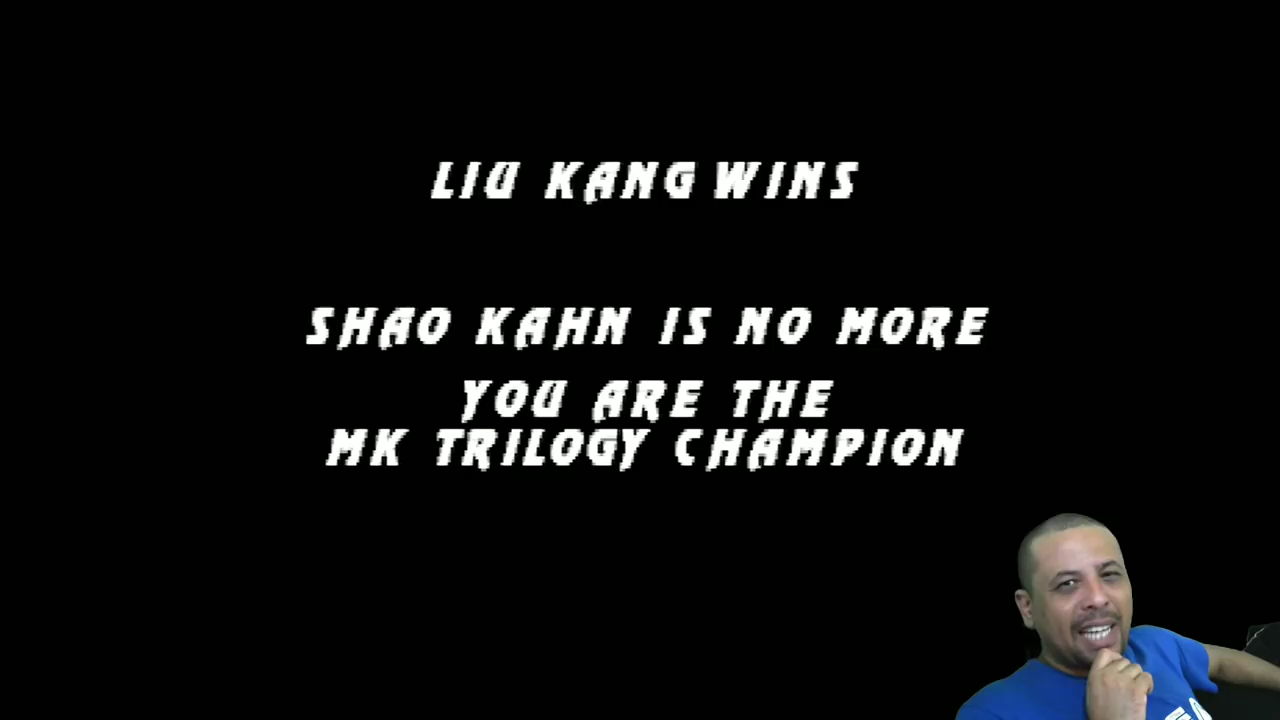 LIU KANG WINS
SHAO KAHN IS NO MORE
YOU ARE THE
MK TRILOGY CHAMPION